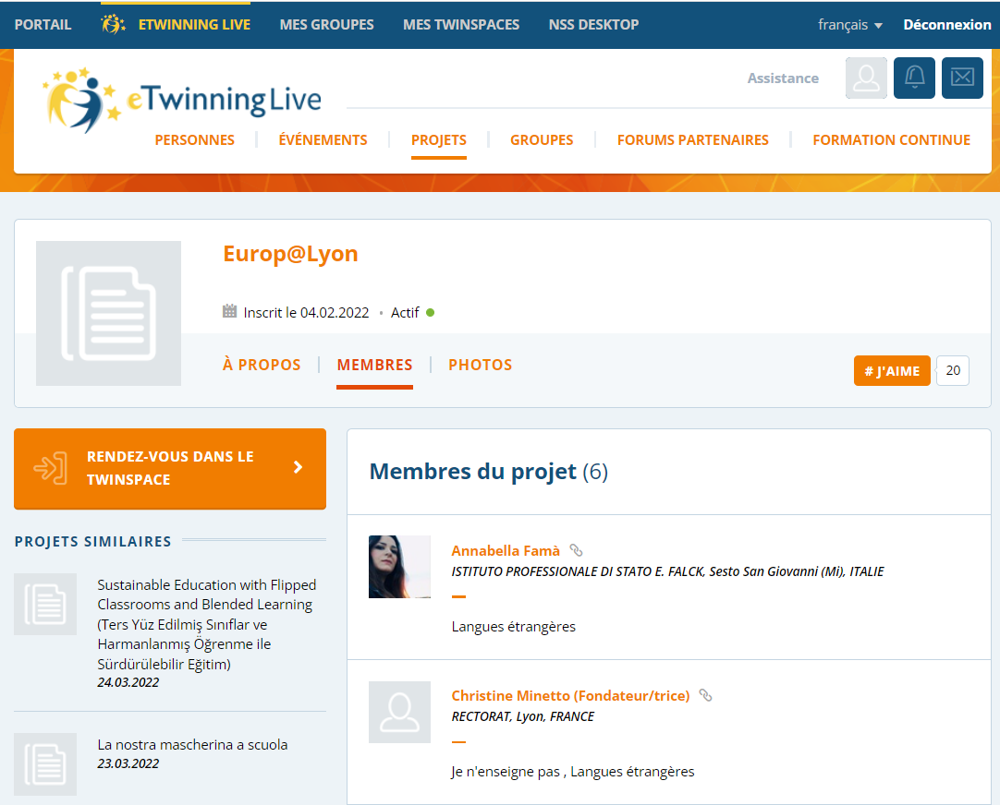 PORTAIL ETWINNING LIVE MES GROUPES MES TWINSPACES NSS DESKTOP français Déconnexion
eTwinningLive
Assistance
PERSONNES ÉVÉNEMENTS PROJETS GROUPES FORUMS PARTENAIRES FORMATION CONTINUE
Europ@Lyon
Inscrit le 04.02.2022 • Actif
À PROPOS MEMBRES PHOTOS
# J'AIME 20
RENDEZ-VOUS DANS LE
TWINSPACE
PROJETS SIMILAIRES
Sustainable Education with Flipped
Classrooms and Blended Learning
(Ters Yüz Edilmiş Sınıflar ve
Harmanlanmış Öğrenme ile
Sürdürülebilir Eğitim)
24.03.2022
La nostra mascherina a scuola
23.03.2022
Membres du projet (6)
Annabella Famà
ISTITUTO PROFESSIONALE DI STATO E. FALCK, Sesto San Giovanni (Mi), ITALIE
Langues étrangères
Christine Minetto (Fondateur/trice)
RECTORAT, Lyon, FRANCE
Je n'enseigne pas , Langues étrangères